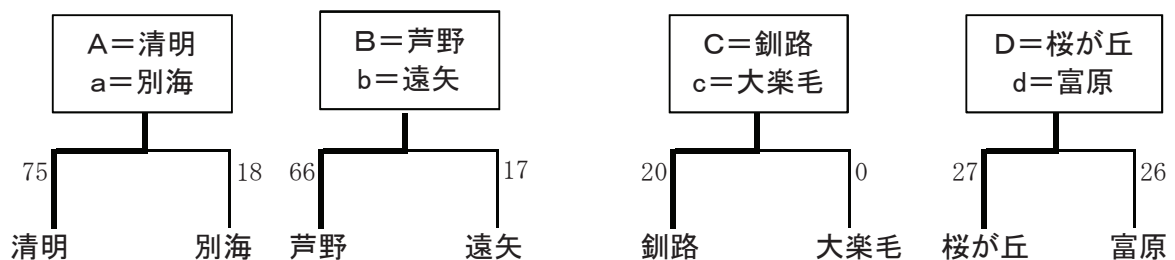 A=清明
a=別海
B=芦野
b=遠矢
C=釧路
c=大楽毛
D=桜が丘
d=富原
75 18 66 17 20 0 27 26
清明 別海 芦野 遠矢 釧路 大楽毛 桜が丘 富原